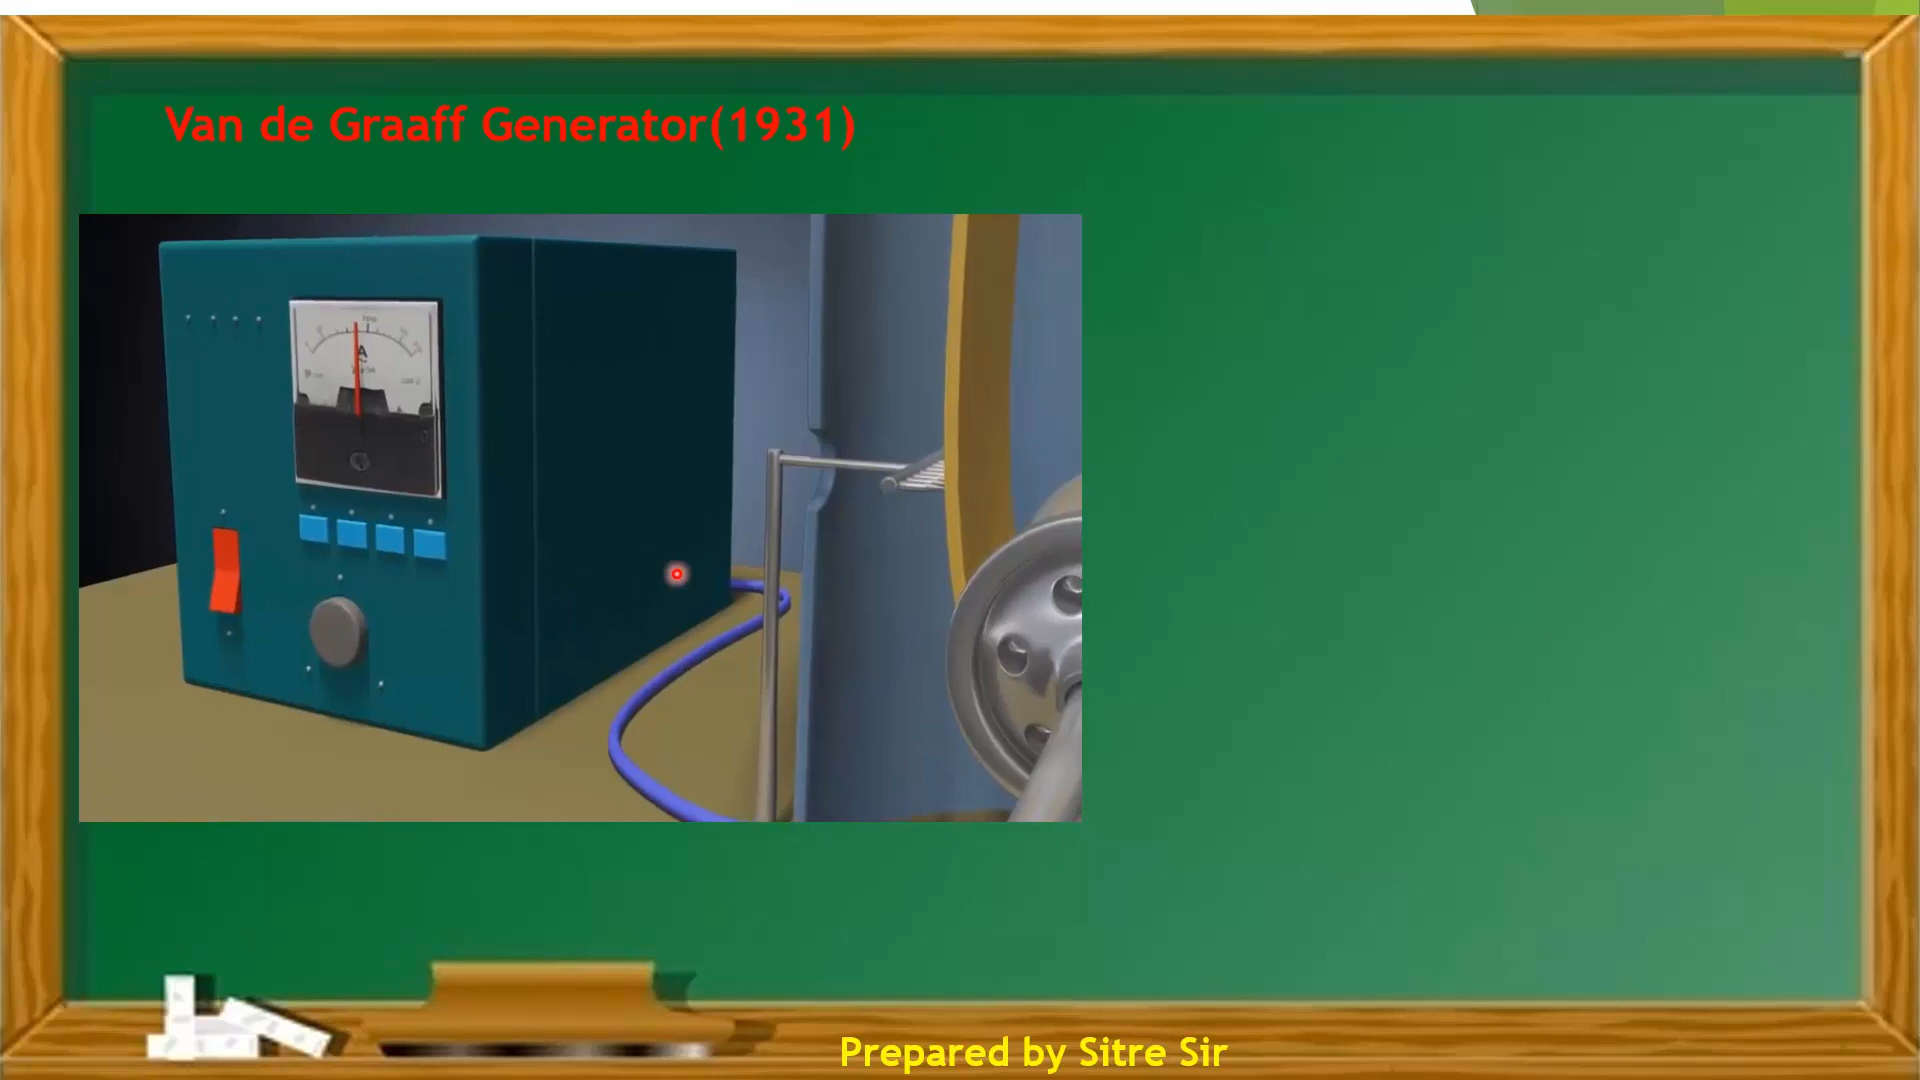 Van de Graaff Generator(1931)
A
Prepared by Sitre Sir